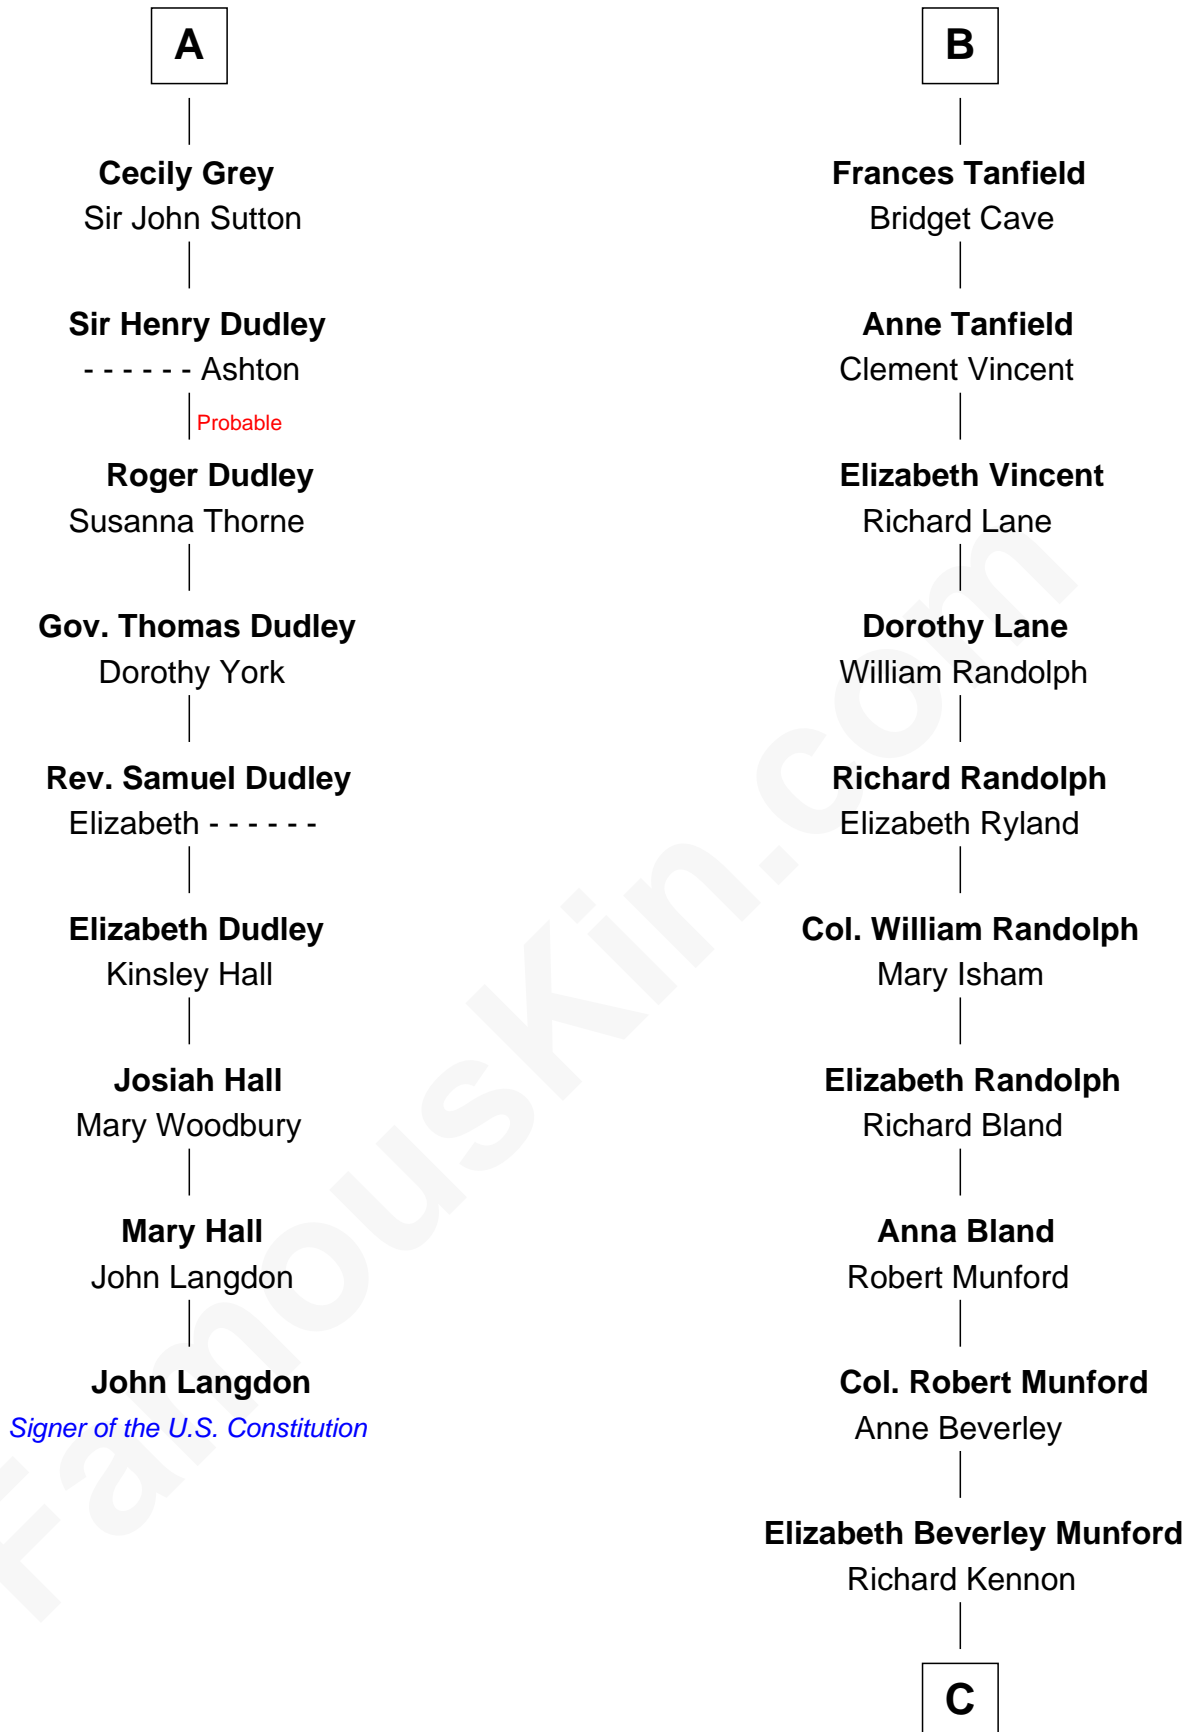 A
Cecily Grey
Sir John Sutton
Sir Henry Dudley
- - - - - - Ashton
Probable
Roger Dudley
Susanna Thorne
Gov. Thomas Dudley
Dorothy York
Rev. Samuel Dudley
Elizabeth - - - - - -
Elizabeth Dudley
Kinsley Hall
Josiah Hall
Mary Woodbury
Mary Hall
John Langdon
John Langdon
Signer of the U.S. Constitution
B
Frances Tanfield
Bridget Cave
Anne Tanfield
Clement Vincent
Elizabeth Vincent
Richard Lane
Dorothy Lane
William Randolph
Richard Randolph
Elizabeth Ryland
Col. William Randolph
Mary Isham
Elizabeth Randolph
Richard Bland
Anna Bland
Robert Munford
Col. Robert Munford
Anne Beverley
Elizabeth Beverley Munford
Richard Kennon
C
FamousKin.com